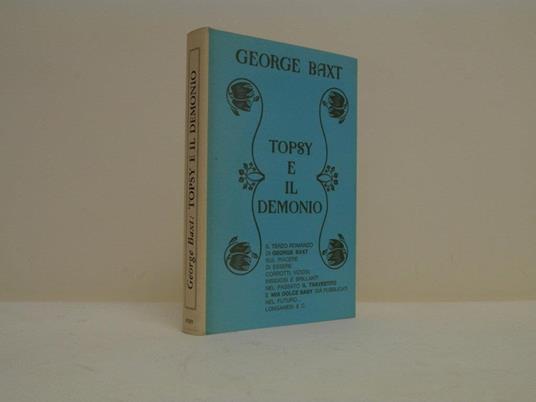 George Baxt: TOPSY E IL DEMONIO
GEORGE BAXT
TOPSY
E
IL
DEMONIO
IL TERZO ROMANZO
DI GEORGE BAXT
SUL PIACERE
DI ESSERE
CORROTTI, VIZIOSI,
INSIDIOSI E BRILLANTI
NEL PASSATO IL TRAVESTITO
E MIA DOLCE BABY GIÀ PUBBLICATI
NEL FUTURO...
LONGANESI & C.